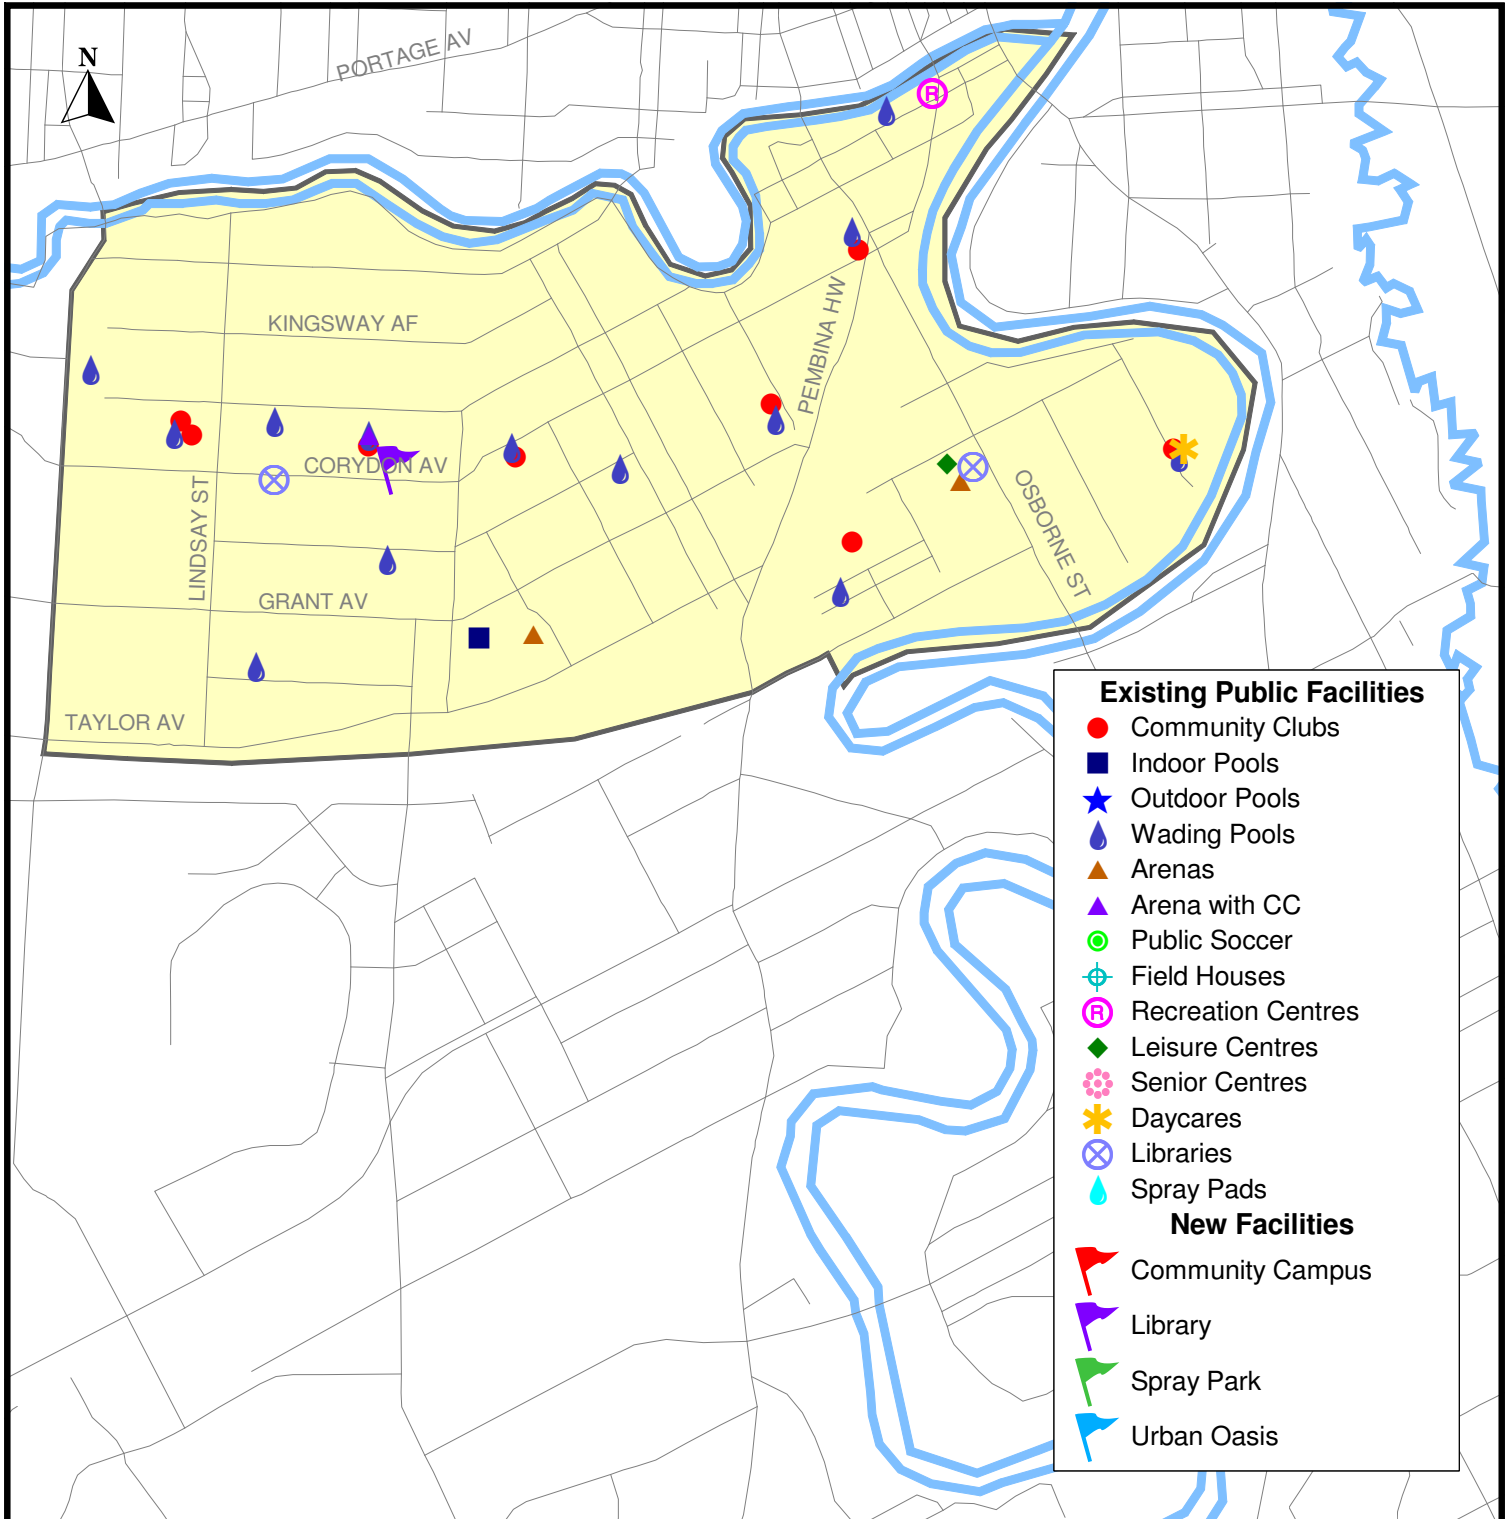 N
PORTAGE AV
R
KINGSWAY AF
PEMBINA HW
CORYDON AV
LINDSAY ST
OSBORNE ST
GRANT AV
TAYLOR AV
Existing Public Facilities
Community Clubs
Indoor Pools
Outdoor Pools
Wading Pools
Arenas
Arena with CC
Public Soccer
Field Houses
R Recreation Centres
Leisure Centres
Senior Centres
Daycares
Libraries
Spray Pads
New Facilities
Community Campus
Library
Spray Park
Urban Oasis